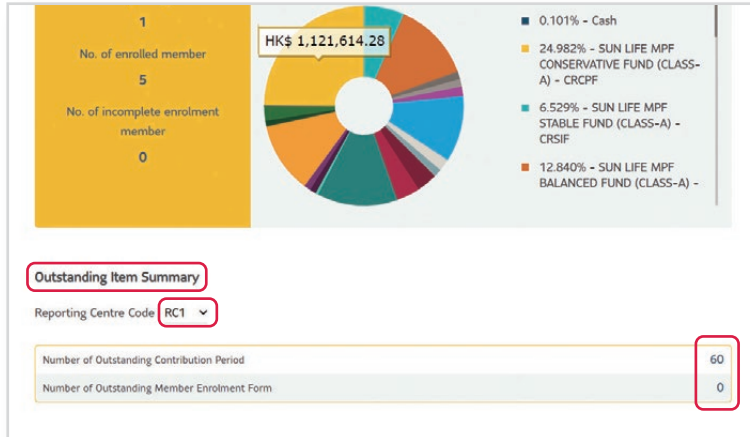 1
No. of enrolled member
5
No. of incomplete enrolment
member
0
HK$ 1,121,614.28
0.101% - Cash
24.982% - SUN LIFE MPF
CONSERVATIVE FUND (CLASS-
A) - CRCPF
6.529% - SUN LIFE MPF
STABLE FUND (CLASS-A) -
CRSIF
12.840% - SUN LIFE MPF
BALANCED FUND (CLASS-A) -
Outstanding Item Summary
Reporting Centre Code RC1
Number of Outstanding Contribution Period 60
Number of Outstanding Member Enrolment Form 0